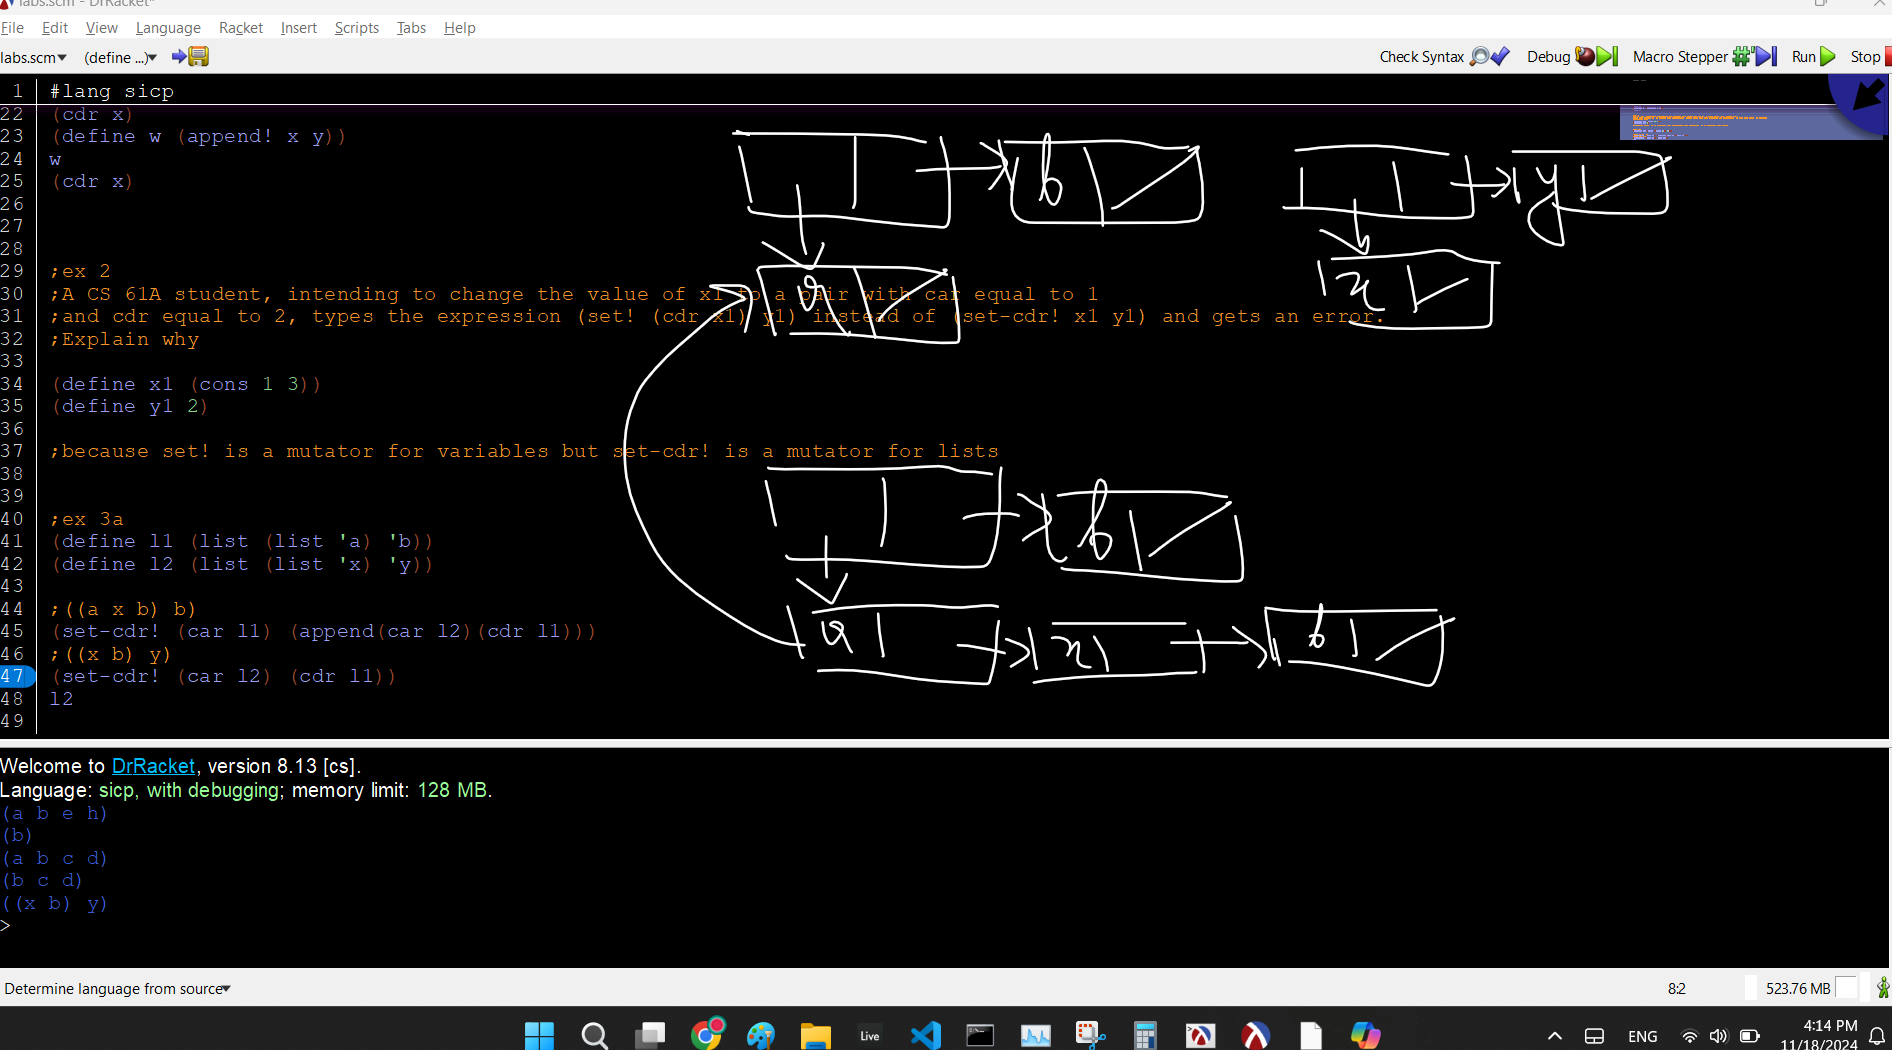 labs.scm - DrRacket*
File Edit View Language Racket Insert Scripts Tabs Help
labs.scm▾ (define ...)▾ Check Syntax Debug Macro Stepper Run Stop
1 #lang sicp
22 (cdr x)
23 (define w (append! x y))
24 w
25 (cdr x)
26
27
28
29 ;ex 2
30 ;A CS 61A student, intending to change the value of x1 to a pair with car equal to 1
31 ;and cdr equal to 2, types the expression (set! (cdr x1) y1) instead of (set-cdr! x1 y1) and gets an error.
32 ;Explain why
33
34 (define x1 (cons 1 3))
35 (define y1 2)
36
37 ;because set! is a mutator for variables but set-cdr! is a mutator for lists
38
39
40 ;ex 3a
41 (define l1 (list (list 'a) 'b))
42 (define l2 (list (list 'x) 'y))
43
44 ;((a x b) b)
45 (set-cdr! (car l1) (append(car l2)(cdr l1)))
46 ;((x b) y)
47 (set-cdr! (car l2) (cdr l1))
48 l2
49
b y
a x
b
a x b
Welcome to DrRacket, version 8.13 [cs].
Language: sicp, with debugging; memory limit: 128 MB.
(a b e h)
(b)
(a b c d)
(b c d)
((x b) y)
>
Determine language from source▾ 8:2 523.76 MB
Live ENG 4:14 PM
11/18/2024